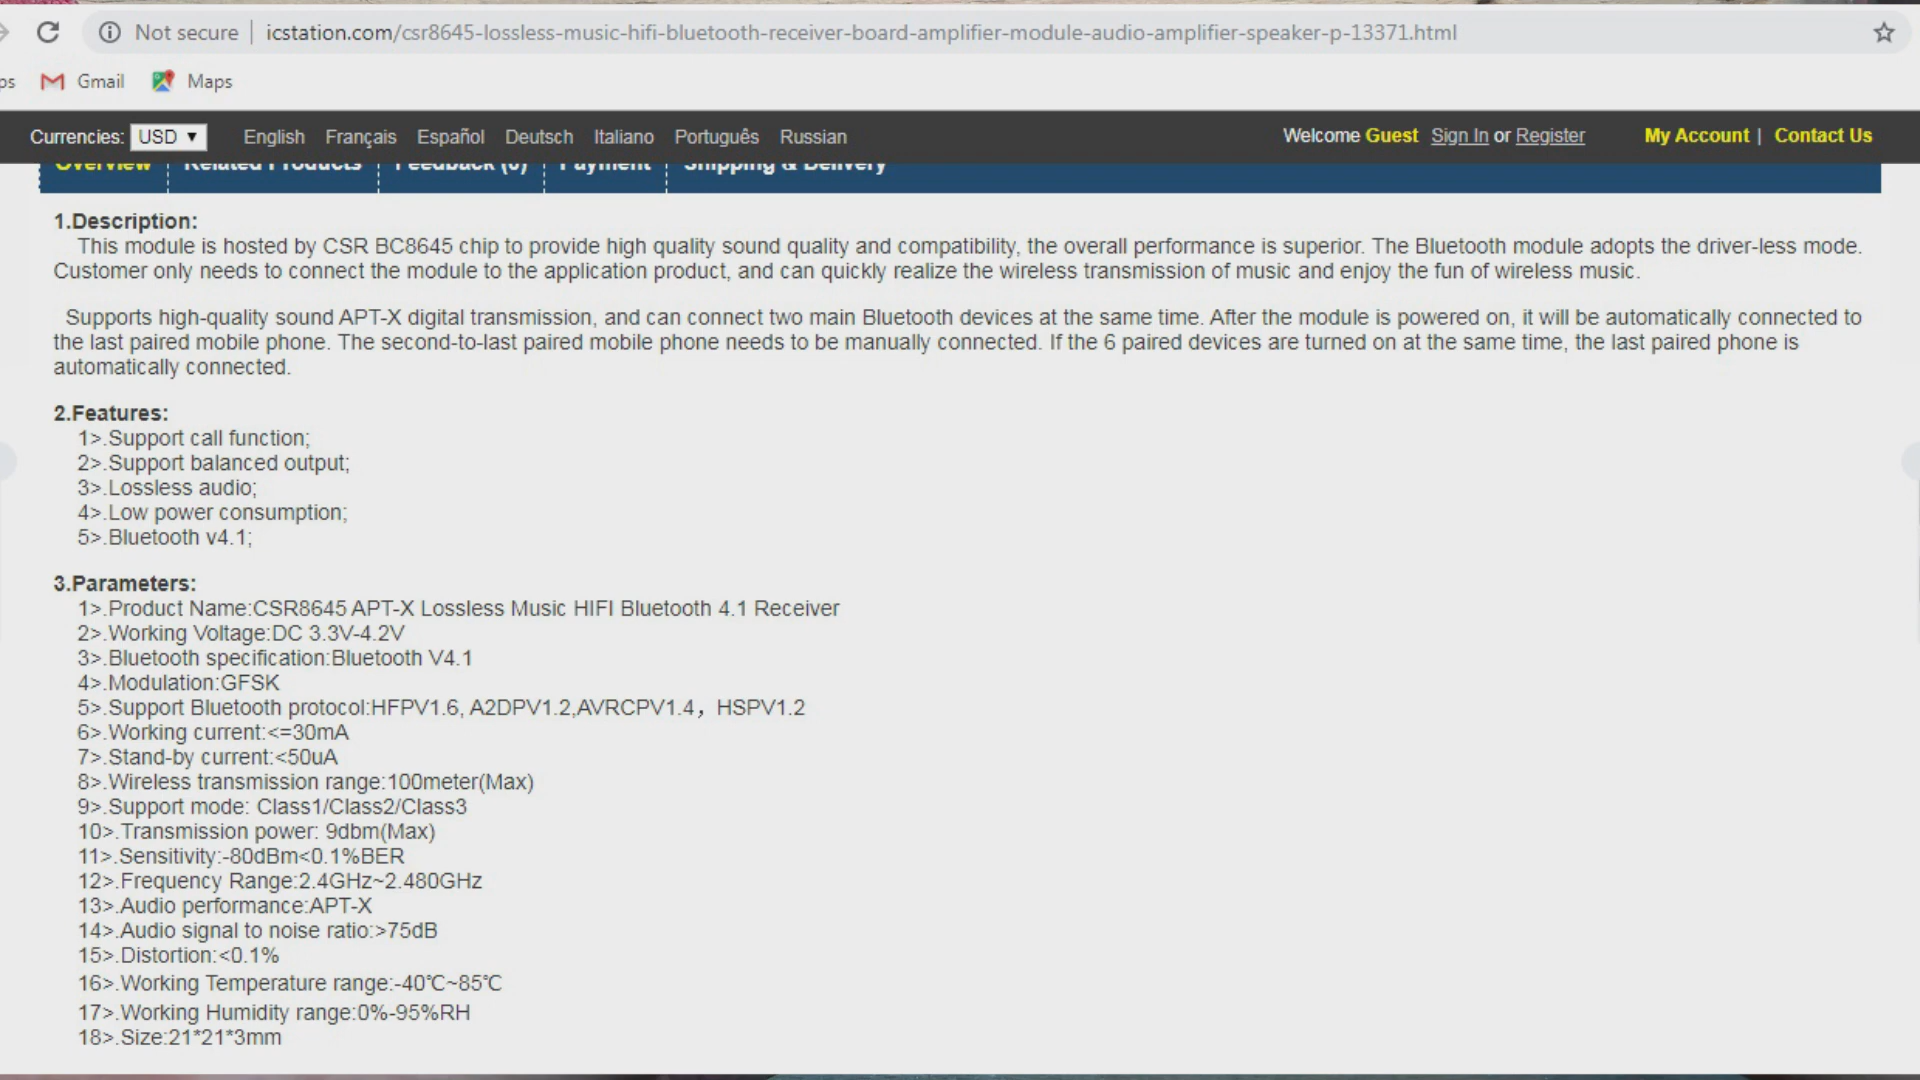 Not secure icstation.com/csr8645-lossless-music-hifi-bluetooth-receiver-board-amplifier-module-audio-amplifier-speaker-p-13371.html
ps Gmail Maps
Currencies: USD ▼ English Français Español Deutsch Italiano Português Russian Welcome Guest Sign In or Register My Account | Contact Us
Overview Related Products Feedback (0) Payment Shipping & Delivery
1.Description:
This module is hosted by CSR BC8645 chip to provide high quality sound quality and compatibility, the overall performance is superior. The Bluetooth module adopts the driver-less mode.
Customer only needs to connect the module to the application product, and can quickly realize the wireless transmission of music and enjoy the fun of wireless music.
Supports high-quality sound APT-X digital transmission, and can connect two main Bluetooth devices at the same time. After the module is powered on, it will be automatically connected to
the last paired mobile phone. The second-to-last paired mobile phone needs to be manually connected. If the 6 paired devices are turned on at the same time, the last paired phone is
automatically connected.
2.Features:
1>.Support call function;
2>.Support balanced output;
3>.Lossless audio;
4>.Low power consumption;
5>.Bluetooth v4.1;
3.Parameters:
1>.Product Name:CSR8645 APT-X Lossless Music HIFI Bluetooth 4.1 Receiver
2>.Working Voltage:DC 3.3V-4.2V
3>.Bluetooth specification:Bluetooth V4.1
4>.Modulation:GFSK
5>.Support Bluetooth protocol:HFPV1.6, A2DPV1.2,AVRCPV1.4，HSPV1.2
6>.Working current:<=30mA
7>.Stand-by current:<50uA
8>.Wireless transmission range:100meter(Max)
9>.Support mode: Class1/Class2/Class3
10>.Transmission power: 9dbm(Max)
11>.Sensitivity:-80dBm<0.1%BER
12>.Frequency Range:2.4GHz~2.480GHz
13>.Audio performance:APT-X
14>.Audio signal to noise ratio:>75dB
15>.Distortion:<0.1%
16>.Working Temperature range:-40℃~85℃
17>.Working Humidity range:0%-95%RH
18>.Size:21*21*3mm